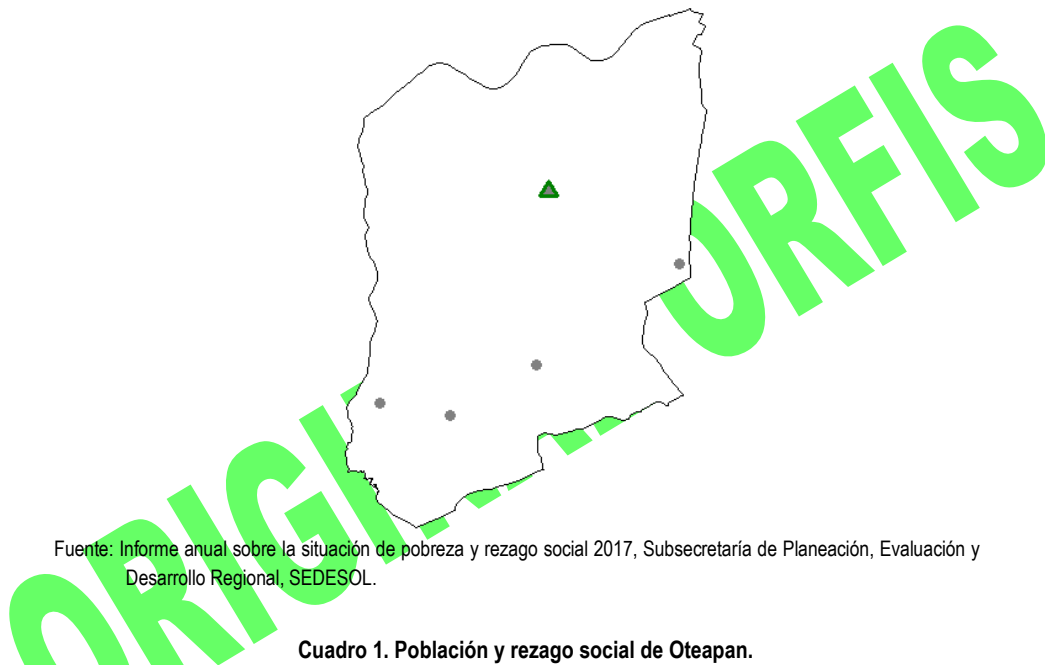 ORIGINAL ORFIS
Fuente: Informe anual sobre la situación de pobreza y rezago social 2017, Subsecretaría de Planeación, Evaluación y
Desarrollo Regional, SEDESOL.
Cuadro 1. Población y rezago social de Oteapan.